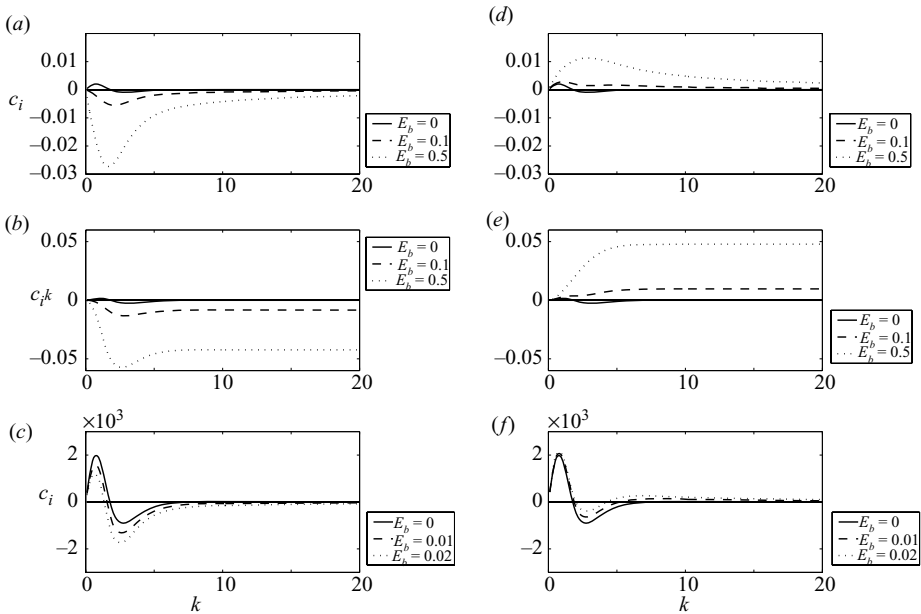 (a)
0.01
0
−0.01
−0.02
−0.03
c_i
0
10
20
k
E_b = 0
E_b = 0.1
E_b = 0.5
(d)
0.01
0
−0.01
−0.02
−0.03
0
10
20
k
E_b = 0
E_b = 0.1
E_b = 0.5
(b)
0.05
0
−0.05
c_i k
0
10
20
E_b = 0
E_b = 0.1
E_b = 0.5
(e)
0.05
0
−0.05
0
10
20
E_b = 0
E_b = 0.1
E_b = 0.5
(c)
×10³
2
0
−2
c_i
0
10
20
k
E_b = 0
E_b = 0.01
E_b = 0.02
(f)
×10³
2
0
−2
0
10
20
k
E_b = 0
E_b = 0.01
E_b = 0.02